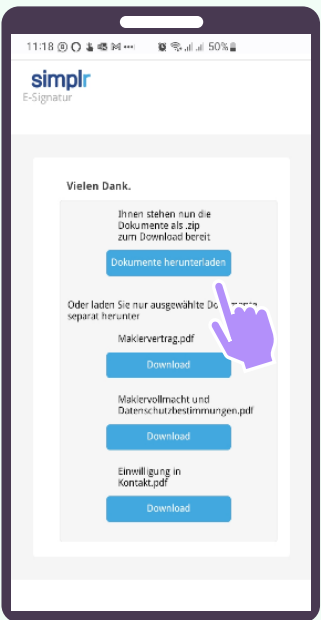 11:18 50%
simplr
E-Signatur
Vielen Dank.
Ihnen stehen nun die
Dokumente als .zip
zum Download bereit
Dokumente herunterladen
Oder laden Sie nur ausgewählte Dokumente
separat herunter
Maklervertrag.pdf
Download
Maklervollmacht und
Datenschutzbestimmungen.pdf
Download
Einwilligung in
Kontakt.pdf
Download